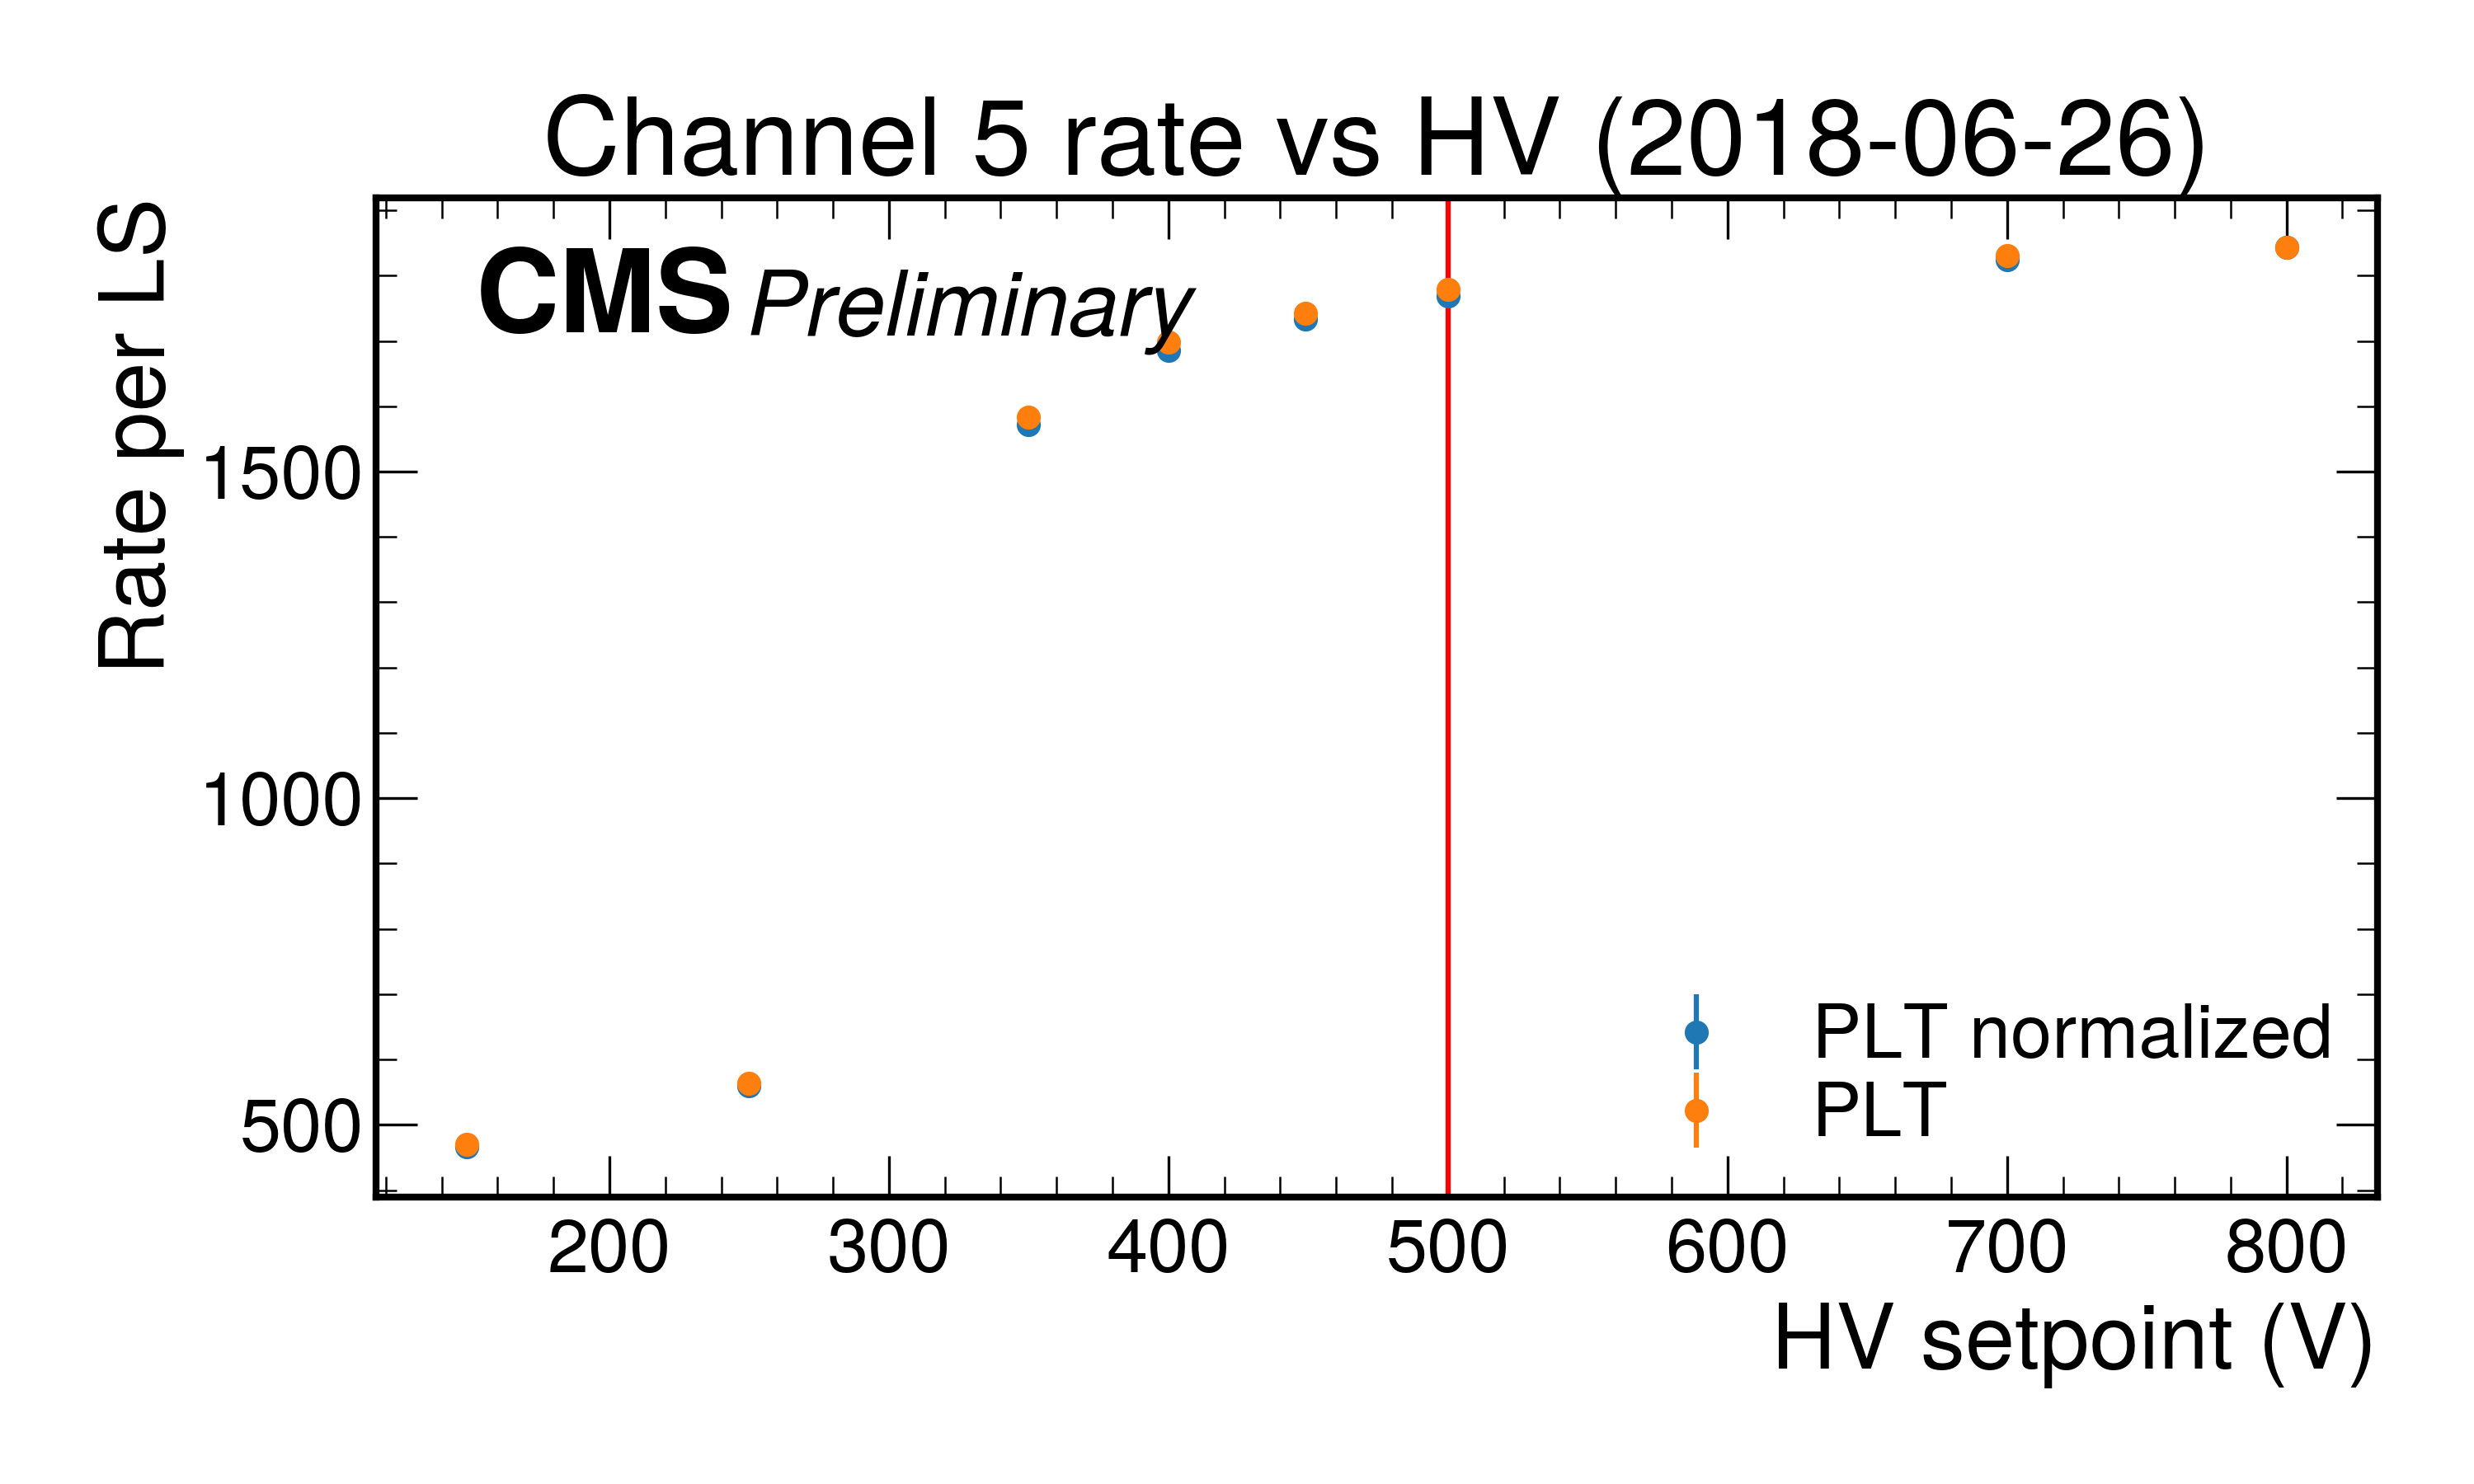 Channel 5 rate vs HV (2018-06-26)
CMS Preliminary
Rate per LS
1500
1000
500
PLT normalized
PLT
200 300 400 500 600 700 800
HV setpoint (V)